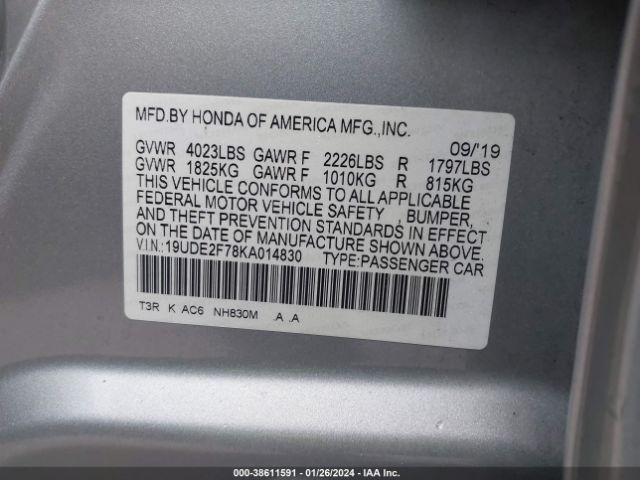 MFD.BY HONDA OF AMERICA MFG.,INC.
09/'19
GVWR 4023LBS GAWR F 2226LBS R 1797LBS
GVWR 1825KG GAWR F 1010KG R 815KG
THIS VEHICLE CONFORMS TO ALL APPLICABLE
FEDERAL MOTOR VEHICLE SAFETY , BUMPER,
AND THEFT PREVENTION STANDARDS IN EFFECT
ON THE DATE OF MANUFACTURE SHOWN ABOVE.
V.I.N.:19UDE2F78KA014830 TYPE:PASSENGER CAR
T3R K AC6 NH830M .A .A
000-38611591 - 01/26/2024 - IAA Inc.